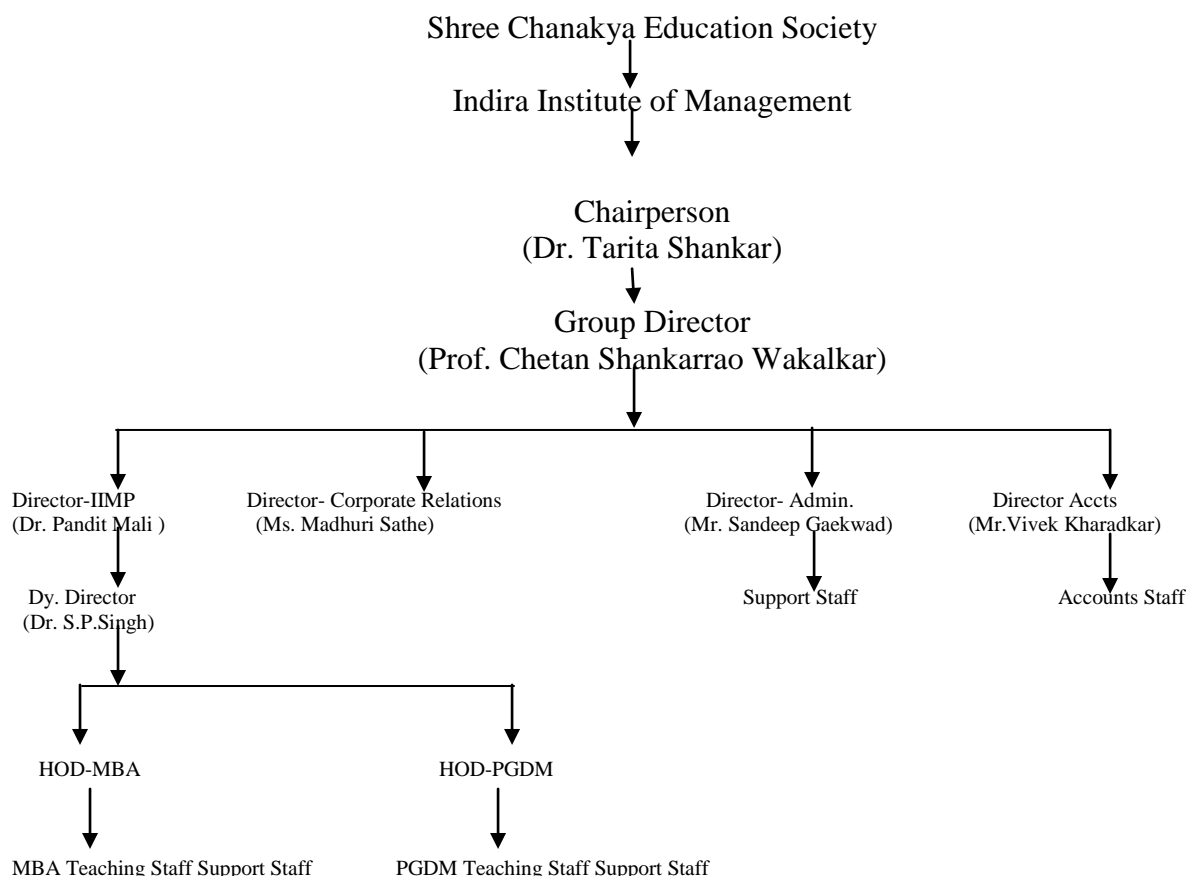 Shree Chanakya Education Society
Indira Institute of Management
Chairperson
(Dr. Tarita Shankar)
Group Director
(Prof. Chetan Shankarrao Wakalkar)
Director-IIMP
(Dr. Pandit Mali )
Director- Corporate Relations
(Ms. Madhuri Sathe)
Director- Admin.
(Mr. Sandeep Gaekwad)
Director Accts
(Mr.Vivek Kharadkar)
Dy. Director
(Dr. S.P.Singh)
Support Staff
Accounts Staff
HOD-MBA
HOD-PGDM
MBA Teaching Staff Support Staff
PGDM Teaching Staff Support Staff